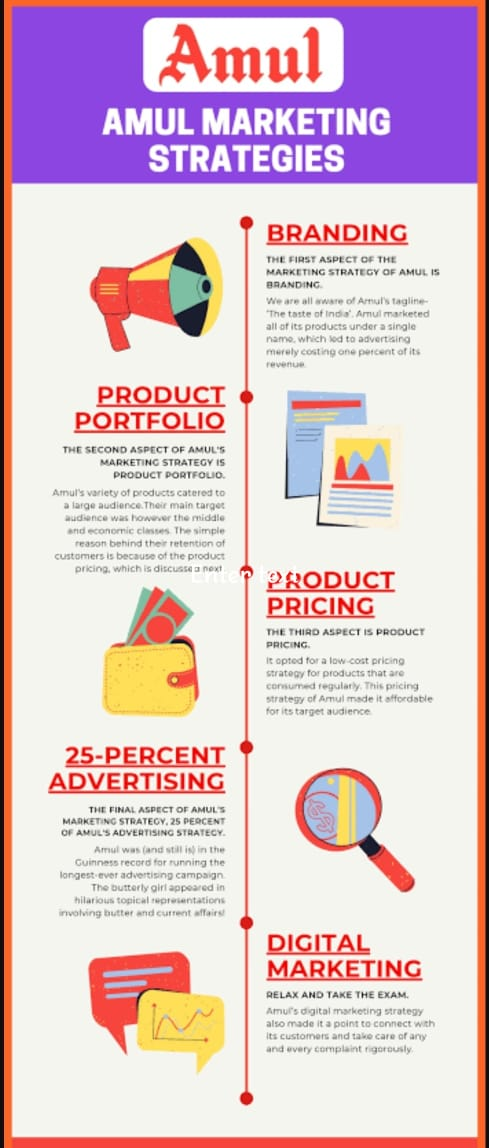 Amul
AMUL MARKETING
STRATEGIES
BRANDING
THE FIRST ASPECT OF THE
MARKETING STRATEGY OF AMUL IS
BRANDING.
We are all aware of Amul's tagline-
'The taste of India'. Amul marketed
all of its products under a single
name, which led to advertising
merely costing one percent of its
revenue.
PRODUCT
PORTFOLIO
THE SECOND ASPECT OF AMUL'S
MARKETING STRATEGY IS
PRODUCT PORTFOLIO.
Amul's variety of products catered to
a large audience.Their main target
audience was however the middle
and economic classes. The simple
reason behind their retention of
customers is because of the product
pricing, which is discussed next.
Enter text
PRODUCT
PRICING
THE THIRD ASPECT IS PRODUCT
PRICING.
It opted for a low-cost pricing
strategy for products that are
consumed regularly. This pricing
strategy of Amul made it affordable
for its target audience.
25-PERCENT
ADVERTISING
THE FINAL ASPECT OF AMUL'S
MARKETING STRATEGY, 25 PERCENT
OF AMUL'S ADVERTISING STRATEGY.
Amul was (and still is) in the
Guinness record for running the
longest-ever advertising campaign.
The butterly girl appeared in
hilarious topical representations
involving butter and current affairs!
DIGITAL
MARKETING
RELAX AND TAKE THE EXAM.
Amul's digital marketing strategy
also made it a point to connect with
its customers and take care of any
and every complaint rigorously.